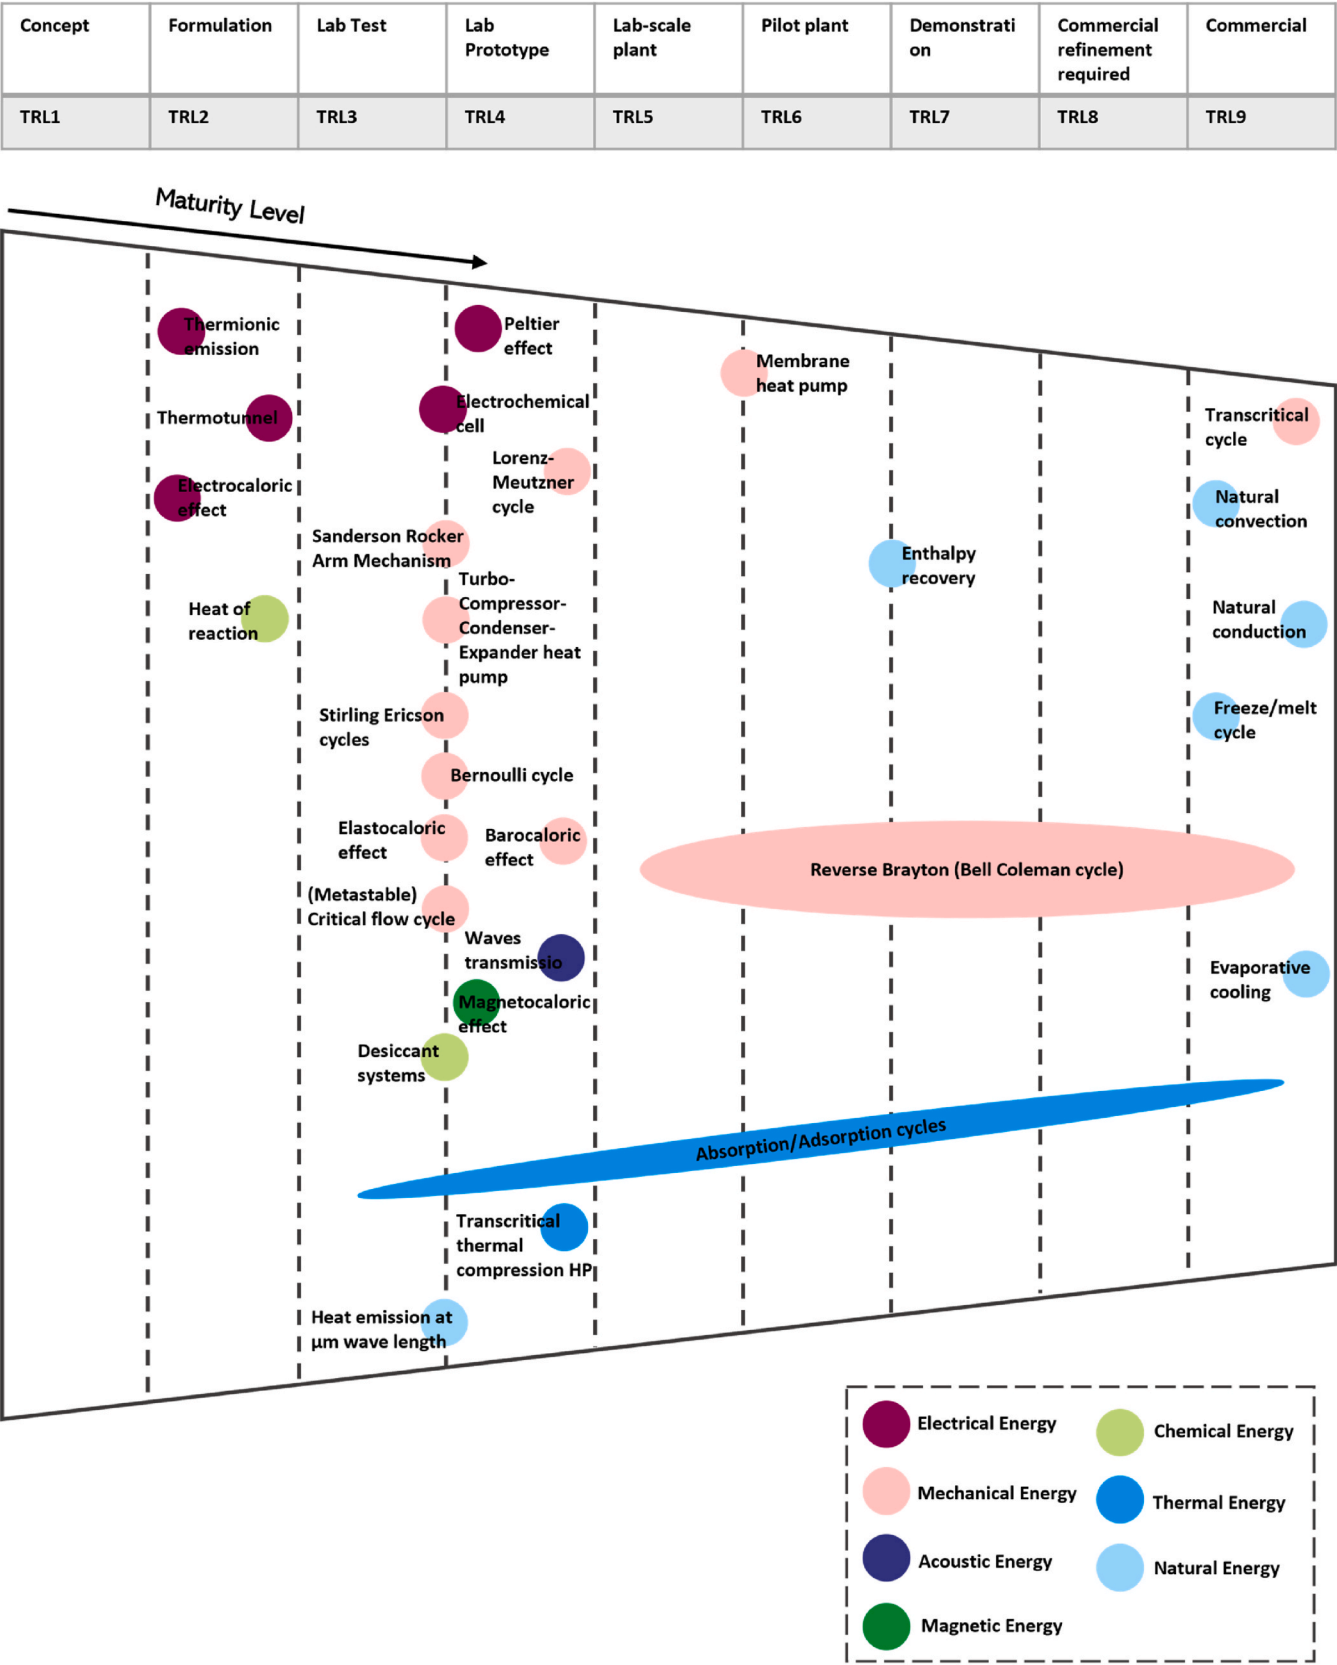 Concept
Formulation
Lab Test
Lab
Prototype
Lab-scale
plant
Pilot plant
Demonstrati
on
Commercial
refinement
required
Commercial
TRL1
TRL2
TRL3
TRL4
TRL5
TRL6
TRL7
TRL8
TRL9
Maturity Level
Thermionic
emission
Peltier
effect
Membrane
heat pump
Thermotunnel
Electrochemical
cell
Transcritical
cycle
Lorenz-
Meutzner
cycle
Electrocaloric
effect
Natural
convection
Sanderson Rocker
Arm Mechanism
Enthalpy
recovery
Turbo-
Compressor-
Condenser-
Expander heat
pump
Heat of
reaction
Natural
conduction
Stirling Ericson
cycles
Freeze/melt
cycle
Bernoulli cycle
Elastocaloric
effect
Barocaloric
effect
Reverse Brayton (Bell Coleman cycle)
(Metastable)
Critical flow cycle
Waves
transmissio
Evaporative
cooling
Magnetocaloric
effect
Desiccant
systems
Absorption/Adsorption cycles
Transcritical
thermal
compression HP
Heat emission at
μm wave length
Electrical Energy
Chemical Energy
Mechanical Energy
Thermal Energy
Acoustic Energy
Natural Energy
Magnetic Energy